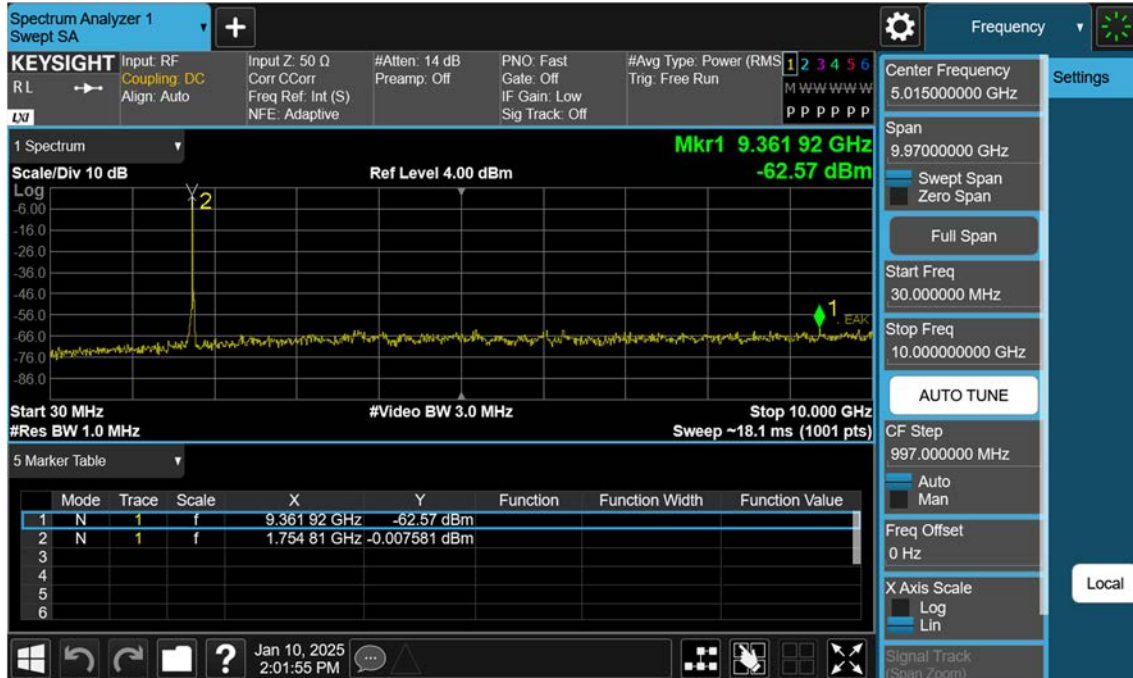 Spectrum Analyzer 1
Swept SA
Frequency
KEYSIGHT
RL
LXI
Input: RF
Coupling: DC
Align: Auto
Input Z: 50 Ω
Corr CCorr
Freq Ref: Int (S)
NFE: Adaptive
#Atten: 14 dB
Preamp: Off
PNO: Fast
Gate: Off
IF Gain: Low
Sig Track: Off
#Avg Type: Power (RMS
Trig: Free Run
1 2 3 4 5 6
M W W W W W
P P P P P P
1 Spectrum
Mkr1 9.361 92 GHz
-62.57 dBm
Scale/Div 10 dB
Ref Level 4.00 dBm
Log
-6.00
-16.0
-26.0
-36.0
-46.0
-56.0
-66.0
-76.0
-86.0
2
1
EAK
Start 30 MHz
#Video BW 3.0 MHz
Stop 10.000 GHz
#Res BW 1.0 MHz
Sweep ~18.1 ms (1001 pts)
5 Marker Table
Mode Trace Scale X Y Function Function Width Function Value
1 N 1 f 9.361 92 GHz -62.57 dBm
2 N 1 f 1.754 81 GHz -0.007581 dBm
3
4
5
6
Jan 10, 2025
2:01:55 PM
Center Frequency
5.015000000 GHz
Span
9.97000000 GHz
Swept Span
Zero Span
Full Span
Start Freq
30.000000 MHz
Stop Freq
10.000000000 GHz
AUTO TUNE
CF Step
997.000000 MHz
Auto
Man
Freq Offset
0 Hz
X Axis Scale
Log
Lin
Signal Track
(Span Zoom)
Settings
Local